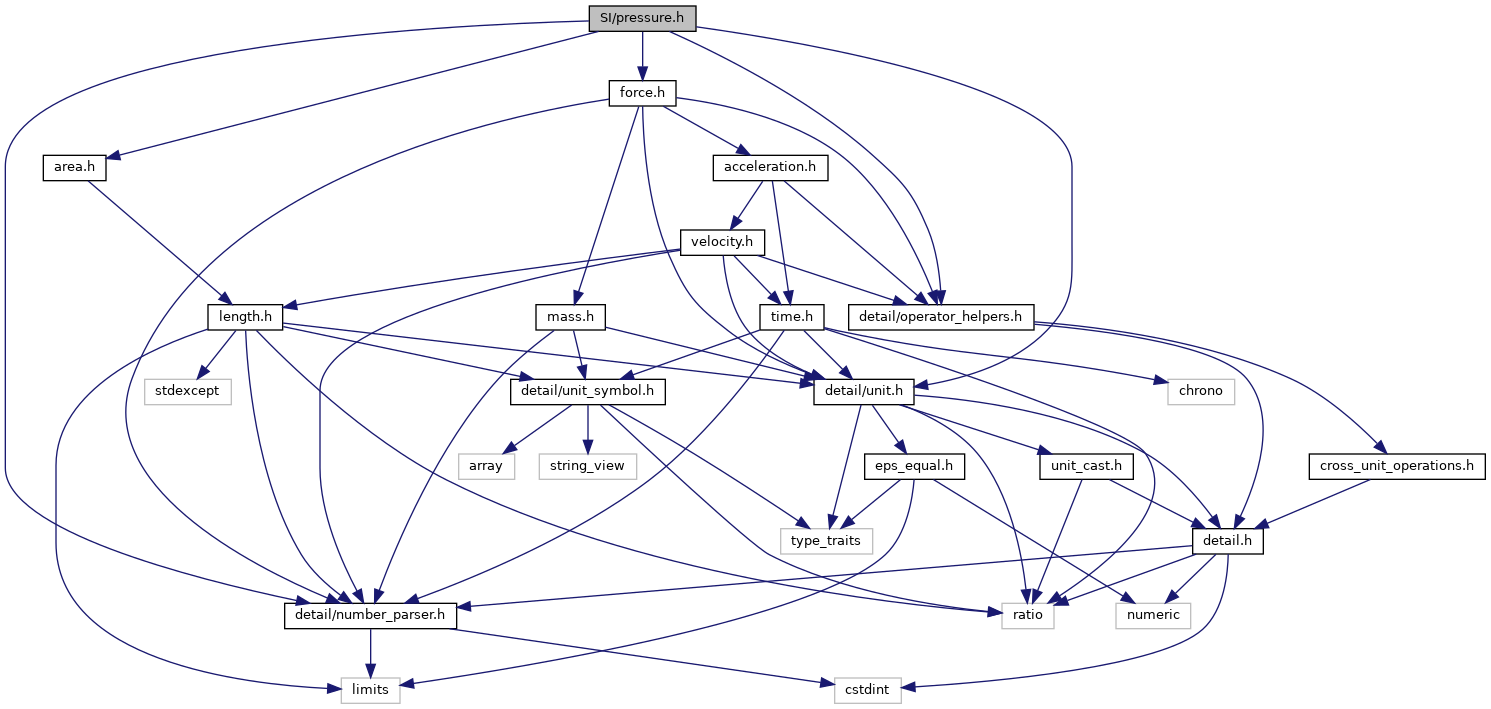 SI/pressure.h
force.h
area.h
acceleration.h
velocity.h
length.h
mass.h
time.h
detail/operator_helpers.h
stdexcept
detail/unit_symbol.h
detail/unit.h
chrono
array
string_view
eps_equal.h
unit_cast.h
cross_unit_operations.h
type_traits
detail.h
detail/number_parser.h
ratio
numeric
limits
cstdint